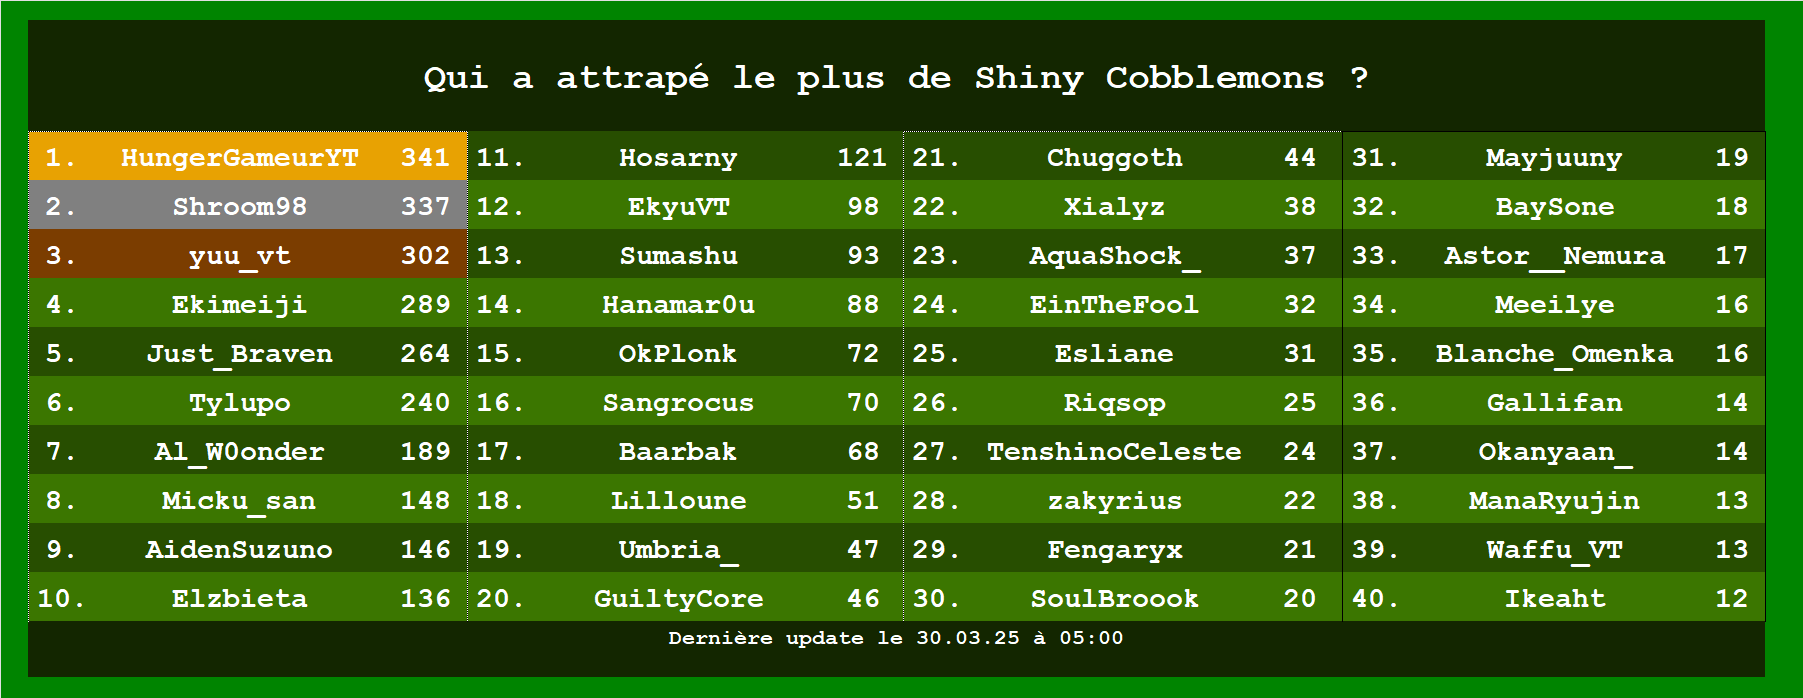 Qui a attrapé le plus de Shiny Cobblemons ?
1. HungerGameurYT 341 11. Hosarny 121 21. Chuggoth 44 31. Mayjuuny 19
2. Shroom98 337 12. EkyuVT 98 22. Xialyz 38 32. BaySone 18
3. yuu_vt 302 13. Sumashu 93 23. AquaShock_ 37 33. Astor__Nemura 17
4. Ekimeiji 289 14. Hanamar0u 88 24. EinTheFool 32 34. Meeilye 16
5. Just_Braven 264 15. OkPlonk 72 25. Esliane 31 35. Blanche_Omenka 16
6. Tylupo 240 16. Sangrocus 70 26. Riqsop 25 36. Gallifan 14
7. Al_W0onder 189 17. Baarbak 68 27. TenshinoCeleste 24 37. Okanyaan_ 14
8. Micku_san 148 18. Lilloune 51 28. zakyrius 22 38. ManaRyujin 13
9. AidenSuzuno 146 19. Umbria_ 47 29. Fengaryx 21 39. Waffu_VT 13
10. Elzbieta 136 20. GuiltyCore 46 30. SoulBroook 20 40. Ikeaht 12
Dernière update le 30.03.25 à 05:00